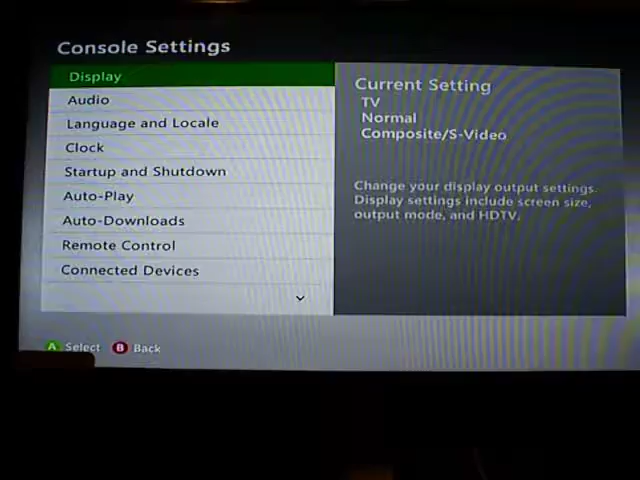 Console Settings
Display
Audio
Language and Locale
Clock
Startup and Shutdown
Auto-Play
Auto-Downloads
Remote Control
Connected Devices
Current Setting
TV
Normal
Composite/S-Video
Change your display output settings.
Display settings include screen size,
output mode, and HDTV.
A Select B Back